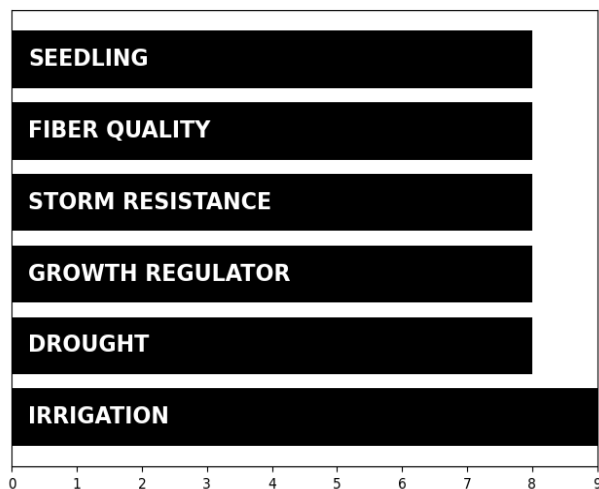 SEEDLING
FIBER QUALITY
STORM RESISTANCE
GROWTH REGULATOR
DROUGHT
IRRIGATION
0 1 2 3 4 5 6 7 8 9